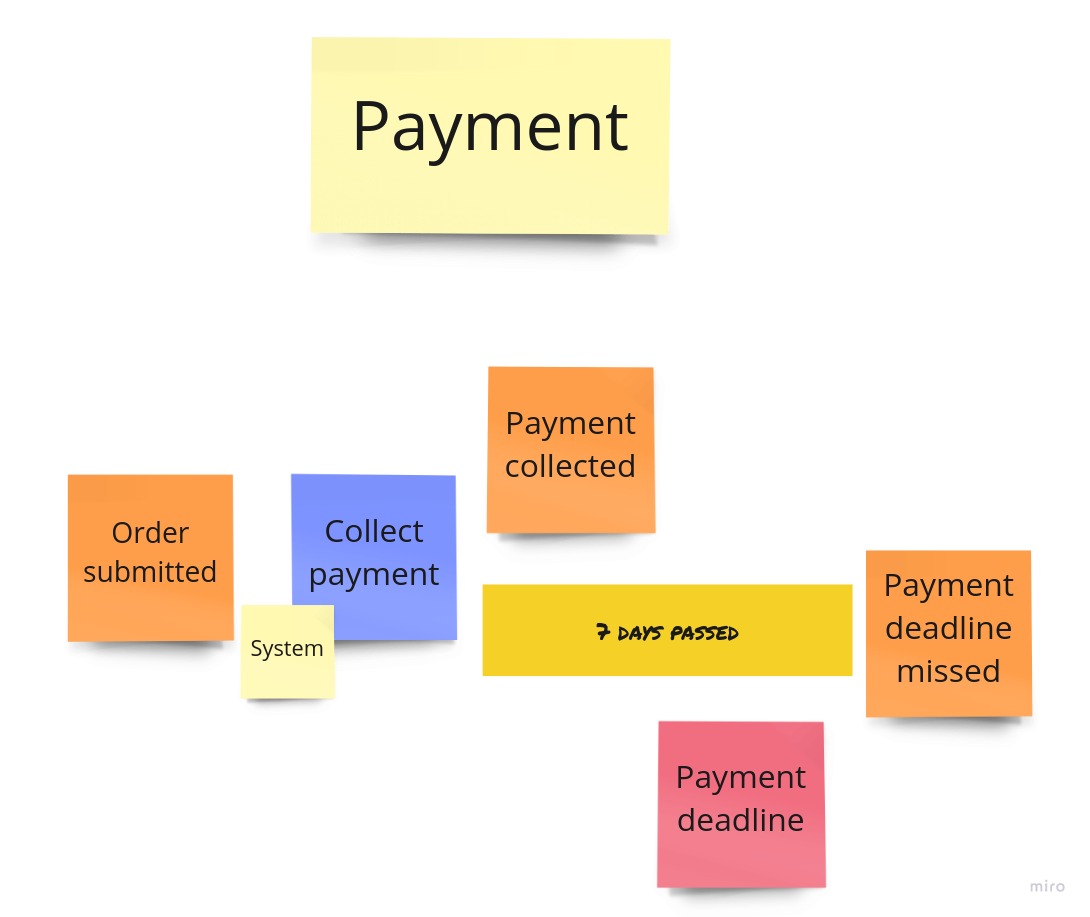 Payment
Payment
collected
Order
submitted
Collect
payment
System
7 DAYS PASSED
Payment
deadline
missed
Payment
deadline
miro